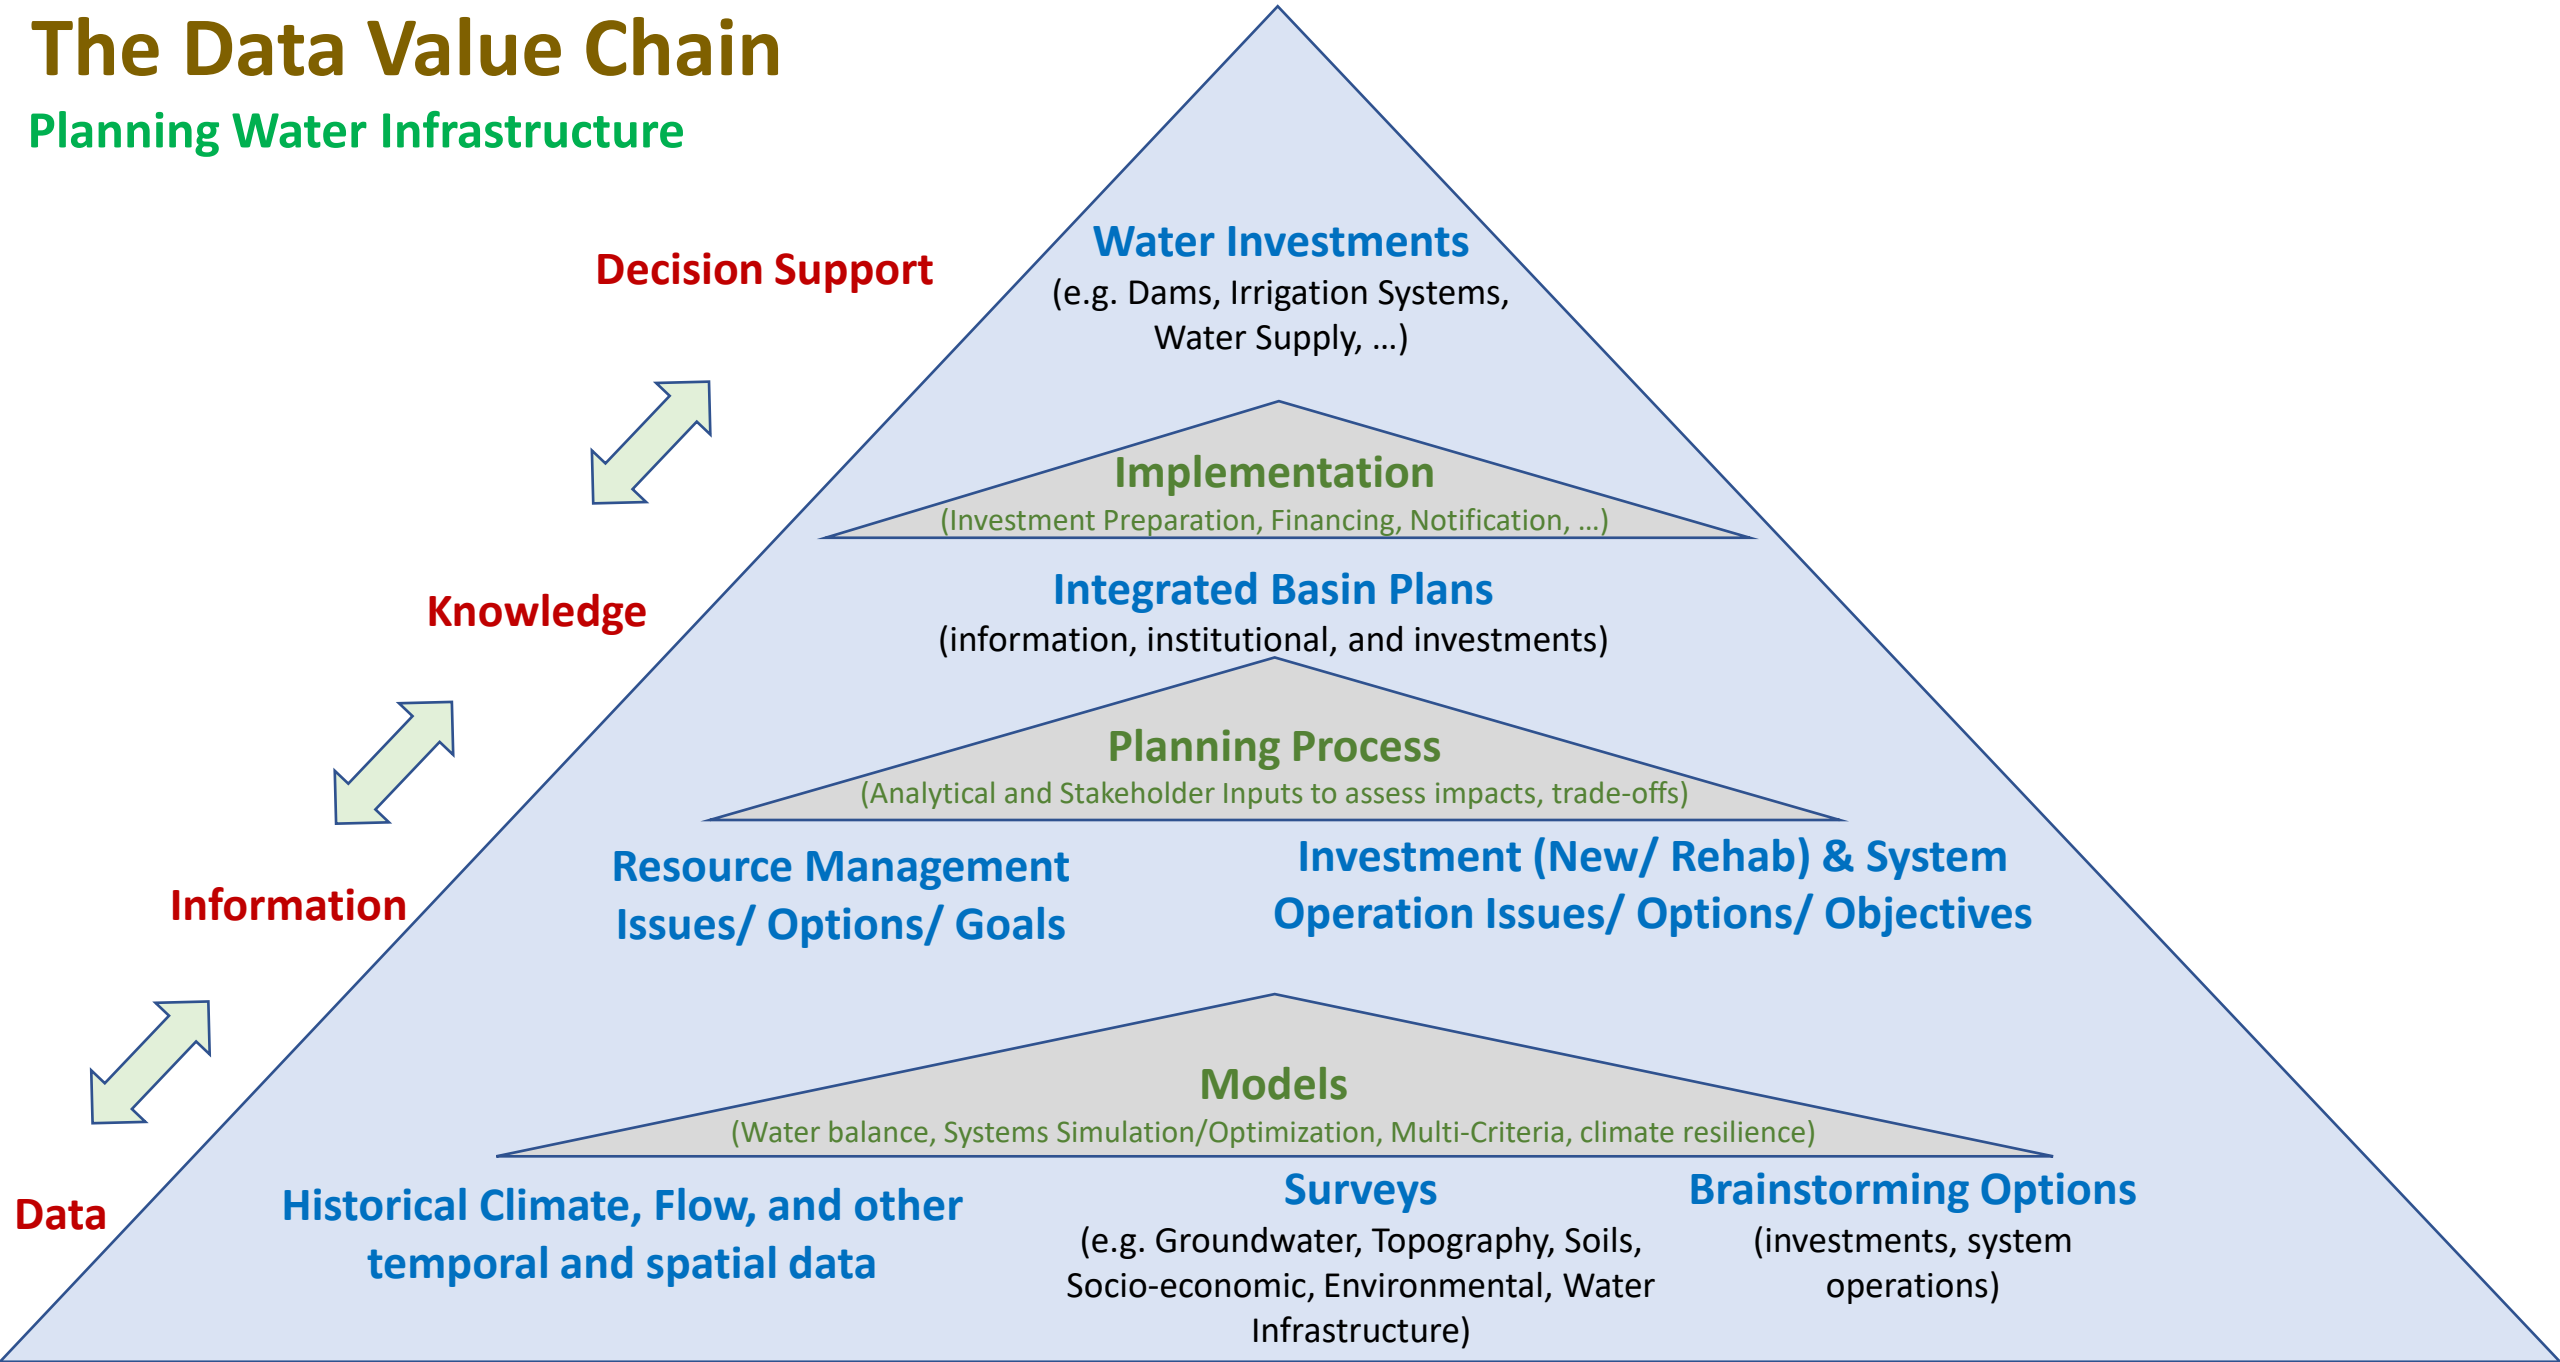 The Data Value Chain
Planning Water Infrastructure
Decision Support
Water Investments
(e.g. Dams, Irrigation Systems,
Water Supply, ...)
Implementation
(Investment Preparation, Financing, Notification, ...)
Knowledge
Integrated Basin Plans
(information, institutional, and investments)
Planning Process
(Analytical and Stakeholder Inputs to assess impacts, trade-offs)
Information
Resource Management
Issues/ Options/ Goals
Investment (New/ Rehab) & System
Operation Issues/ Options/ Objectives
Models
(Water balance, Systems Simulation/Optimization, Multi-Criteria, climate resilience)
Data
Historical Climate, Flow, and other
temporal and spatial data
Surveys
(e.g. Groundwater, Topography, Soils,
Socio-economic, Environmental, Water
Infrastructure)
Brainstorming Options
(investments, system
operations)